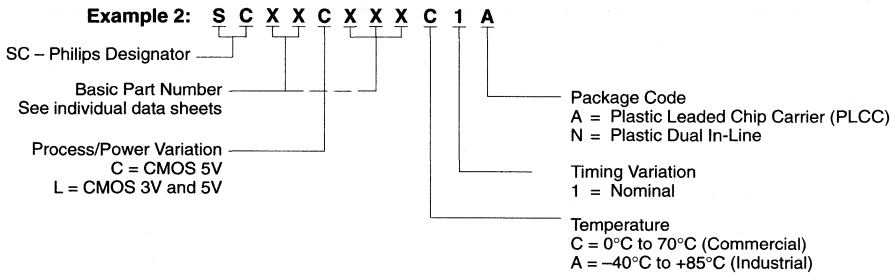 Example 2: S C X X C X X X C 1 A
SC – Philips Designator
Basic Part Number
See individual data sheets
Process/Power Variation
C = CMOS 5V
L = CMOS 3V and 5V
Package Code
A = Plastic Leaded Chip Carrier (PLCC)
N = Plastic Dual In-Line
Timing Variation
1 = Nominal
Temperature
C = 0°C to 70°C (Commercial)
A = –40°C to +85°C (Industrial)